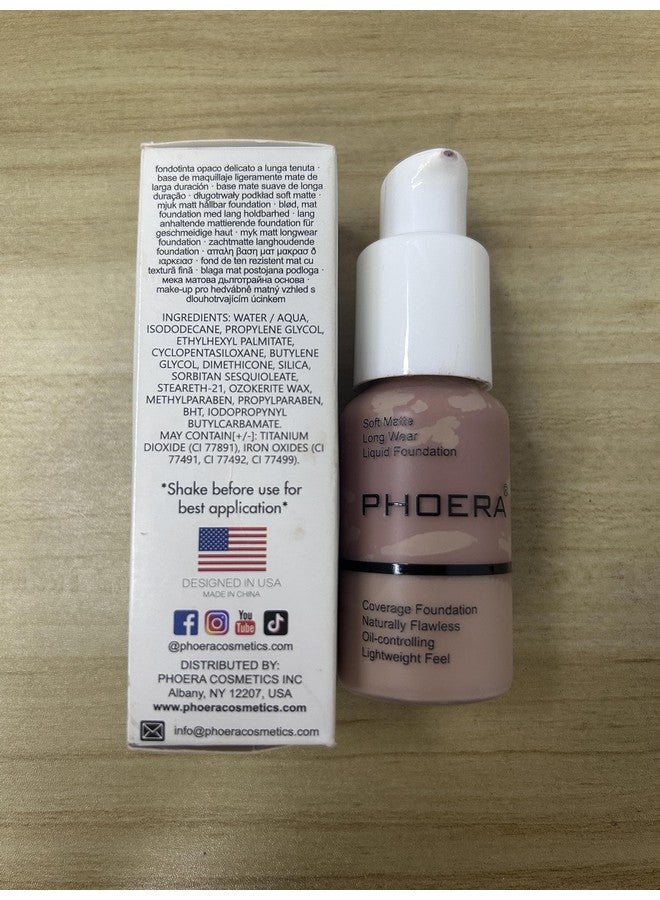 fondotinta opaco delicato a lunga tenuta ·
base de maquillaje ligeramente mate de
larga duración · base mate suave de longa
duração · długotrwały podkład soft matte ·
mjuk matt hållbar foundation · blød, mat
foundation med lang holdbarhed · lang
anhaltende mattierende foundation für
geschmeidige haut · myk matt longwear
foundation · zachtmatte langhoudende
foundation · απαλη βαση ματ μακρασ δ
ιαρκειασ · fond de ten rezistent mat cu
textură fină · blaga mat postojana podloga ·
мека матова дълготрайна основа ·
make-up pro hedvábně matný vzhled s
dlouhotrvajícím úcinkem
INGREDIENTS: WATER / AQUA,
ISODODECANE, PROPYLENE GLYCOL,
ETHYLHEXYL PALMITATE,
CYCLOPENTASILOXANE, BUTYLENE
GLYCOL, DIMETHICONE, SILICA,
SORBITAN SESQUIOLEATE,
STEARETH-21, OZOKERITE WAX,
METHYLPARABEN, PROPYLPARABEN,
BHT, IODOPROPYNYL
BUTYLCARBAMATE.
MAY CONTAIN[+/-]: TITANIUM
DIOXIDE (CI 77891), IRON OXIDES (CI
77491, CI 77492, CI 77499).
*Shake before use for
best application*
DESIGNED IN USA
MADE IN CHINA
You
Tube
@phoeracosmetics.com
DISTRIBUTED BY:
PHOERA COSMETICS INC
Albany, NY 12207, USA
www.phoeracosmetics.com
info@phoeracosmetics.com
Soft Matte
Long Wear
Liquid Foundation
PHOERA®
Coverage Foundation
Naturally Flawless
Oil-controlling
Lightweight Feel